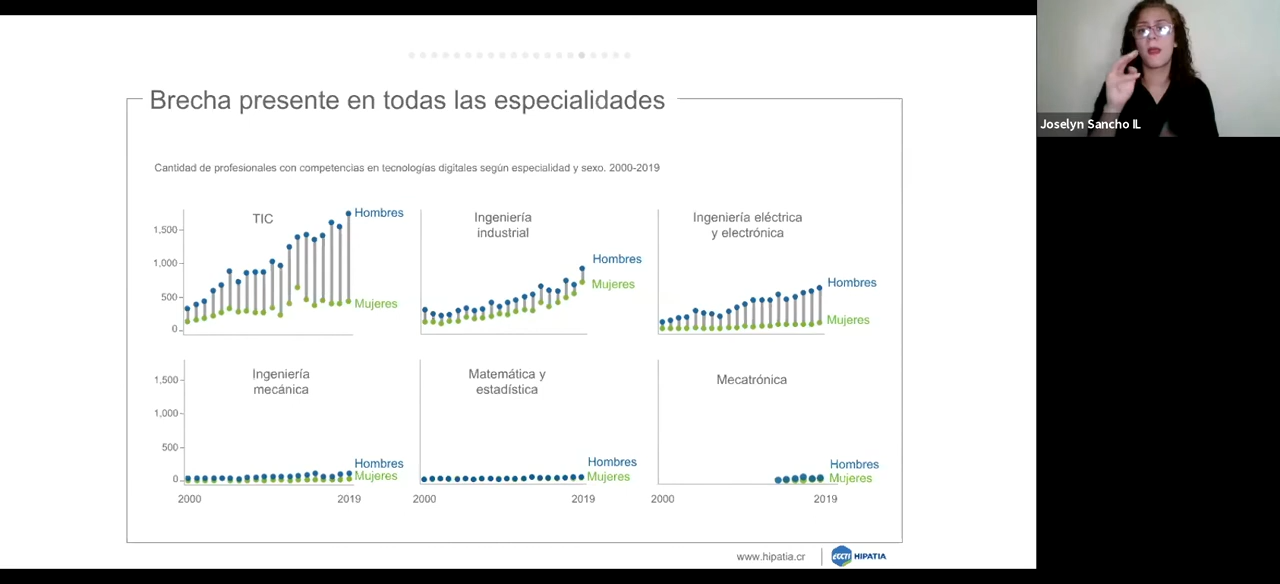 Joselyn Sancho IL
Brecha presente en todas las especialidades
Cantidad de profesionales con competencias en tecnologías digitales según especialidad y sexo. 2000-2019
TIC
1,500
1,000
500
0
Hombres
Mujeres
Ingeniería
industrial
Hombres
Mujeres
Ingeniería eléctrica
y electrónica
Hombres
Mujeres
Ingeniería
mecánica
1,500
1,000
500
0
Hombres
Mujeres
2000
2019
Matemática y
estadística
Hombres
Mujeres
2000
2019
Mecatrónica
Hombres
Mujeres
2000
2019
www.hipatia.cr
ECCTI HIPATIA